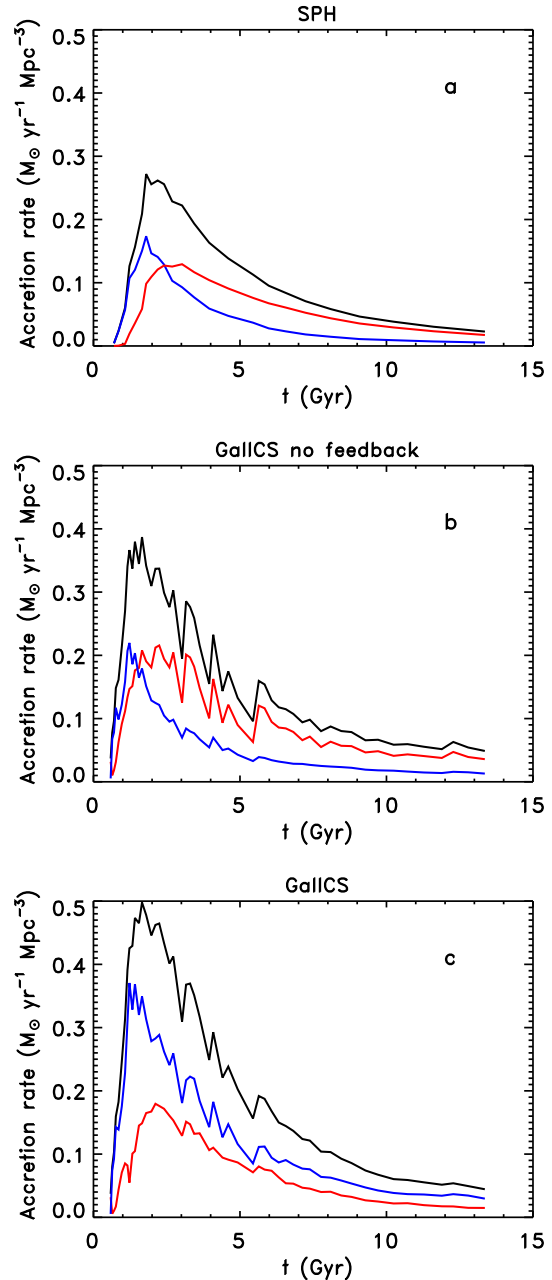 SPH
a
0.5
0.4
0.3
0.2
0.1
0.0
Accretion rate (M⊙ yr⁻¹ Mpc⁻³)
0 5 10 15
t (Gyr)
GalICS no feedback
b
0.5
0.4
0.3
0.2
0.1
0.0
Accretion rate (M⊙ yr⁻¹ Mpc⁻³)
0 5 10 15
t (Gyr)
GalICS
c
0.5
0.4
0.3
0.2
0.1
0.0
Accretion rate (M⊙ yr⁻¹ Mpc⁻³)
0 5 10 15
t (Gyr)